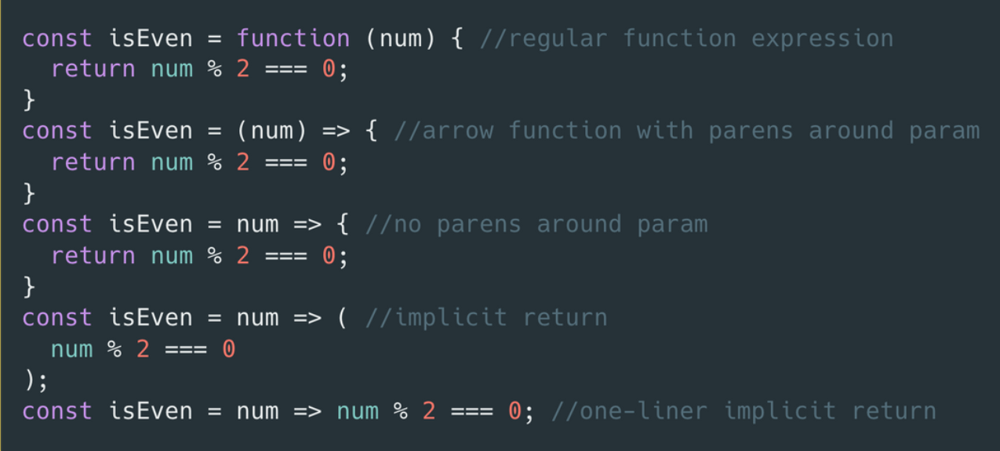 const isEven = function (num) { //regular function expression
  return num % 2 === 0;
}
const isEven = (num) => { //arrow function with parens around param
  return num % 2 === 0;
}
const isEven = num => { //no parens around param
  return num % 2 === 0;
}
const isEven = num => ( //implicit return
  num % 2 === 0
);
const isEven = num => num % 2 === 0; //one-liner implicit return